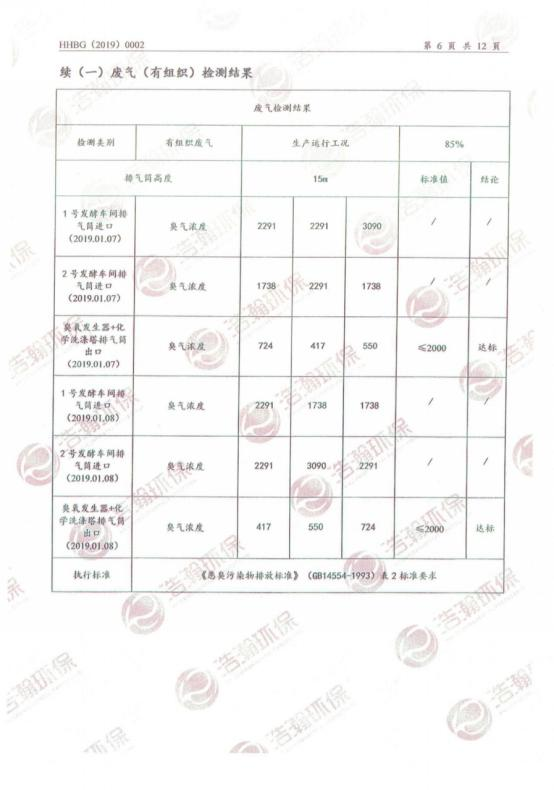 HHBG（2019）0002 第 6 页 共 12 页
续（一）废气（有组织）检测结果
废气检测结果
检测类别 有组织废气 生产运行工况 85%
排气筒高度 15m 标准值 结论
1 号发酵车间排
气筒进口
（2019.01.07） 臭气浓度 2291 2291 3090 / /
2 号发酵车间排
气筒进口
（2019.01.07） 臭气浓度 1738 2291 1738 / /
臭氧发生器+化
学洗涤塔排气筒
出口
（2019.01.07） 臭气浓度 724 417 550 ≤2000 达标
1 号发酵车间排
气筒进口
（2019.01.08） 臭气浓度 2291 1738 1738 / /
2 号发酵车间排
气筒进口
（2019.01.08） 臭气浓度 2291 3090 2291 / /
臭氧发生器+化
学洗涤塔排气筒
出口
（2019.01.08） 臭气浓度 417 550 724 ≤2000 达标
执行标准 《恶臭污染物排放标准》（GB14554-1993）表 2 标准要求
浩瀚环保